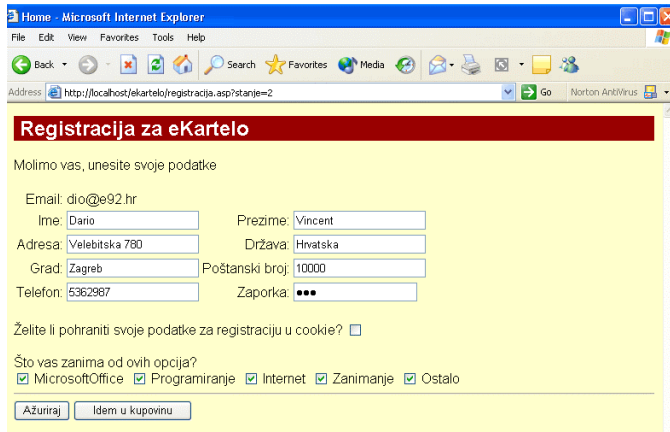 Home - Microsoft Internet Explorer
File Edit View Favorites Tools Help
Back Search Favorites Media
Address http://localhost/ekartelo/registracija.asp?stanje=2 Go Norton AntiVirus
Registracija za eKartelo
Molimo vas, unesite svoje podatke
Email: dio@e92.hr
Ime: Dario Prezime: Vincent
Adresa: Velebitska 780 Država: Hrvatska
Grad: Zagreb Poštanski broj: 10000
Telefon: 5362987 Zaporka: ●●●
Želite li pohraniti svoje podatke za registraciju u cookie?
Što vas zanima od ovih opcija?
MicrosoftOffice Programiranje Internet Zanimanje Ostalo
Ažuriraj Idem u kupovinu